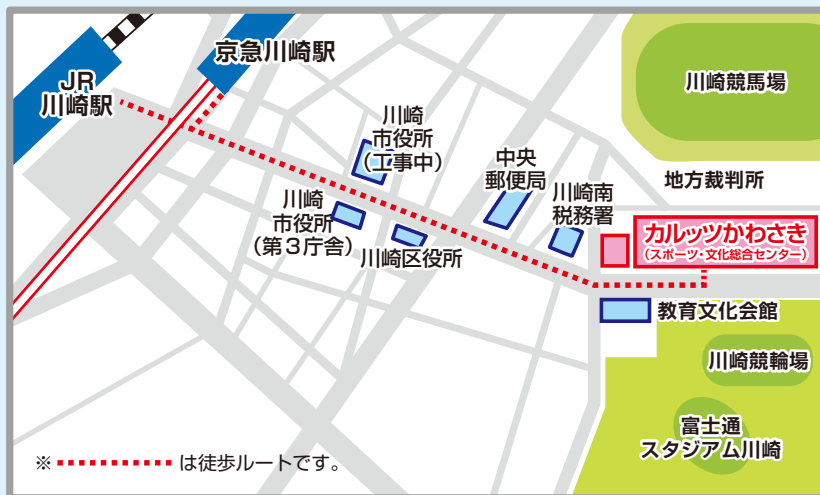 京急川崎駅
JR
川崎駅
川崎競馬場
川崎
市役所
（工事中）
中央
郵便局
地方裁判所
川崎南
税務署
川崎
市役所
（第3庁舎）
川崎区役所
カルッツかわさき
（スポーツ・文化総合センター）
教育文化会館
川崎競輪場
富士通
スタジアム川崎
※は徒歩ルートです。